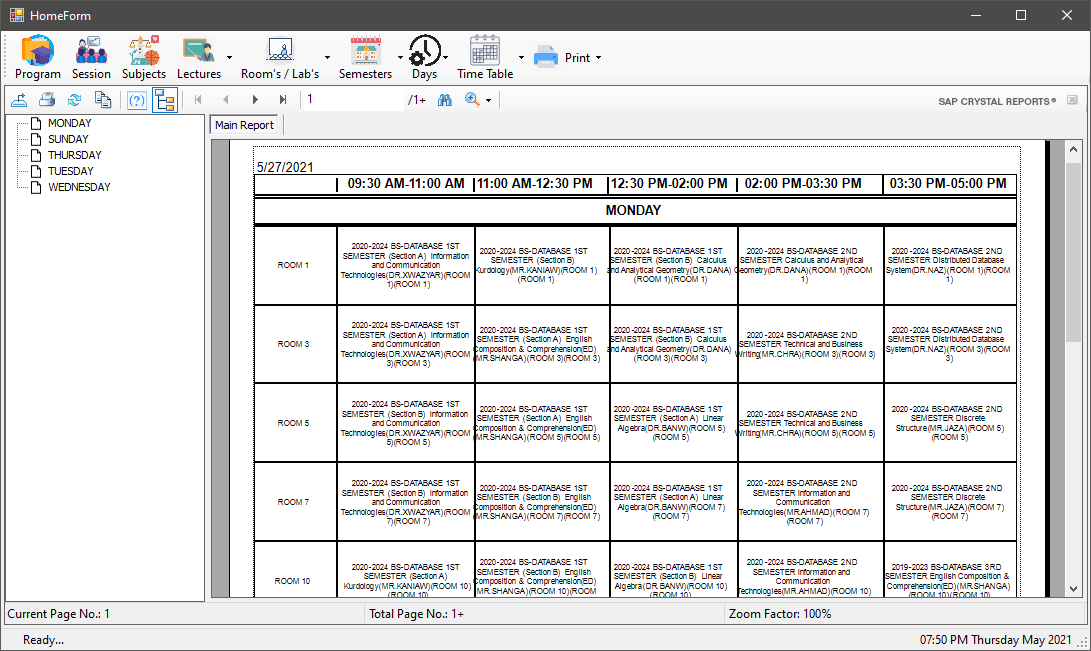 HomeForm
Program Session Subjects Lectures Room's / Lab's Semesters Days Time Table Print
1 /1+ SAP CRYSTAL REPORTS®
MONDAY
SUNDAY
THURSDAY
TUESDAY
WEDNESDAY
Main Report
5/27/2021
09:30 AM-11:00 AM 11:00 AM-12:30 PM 12:30 PM-02:00 PM 02:00 PM-03:30 PM 03:30 PM-05:00 PM
MONDAY
ROOM 1
2020-2024 BS-DATABASE 1ST
SEMESTER (Section A) Information
and Communication
Technologies(DR.XWAZYAR)(ROOM
1)(ROOM 1)
2020-2024 BS-DATABASE 1ST
SEMESTER (Section B)
Kurdology(MR.KANIAW)(ROOM 1)
(ROOM 1)
2020-2024 BS-DATABASE 1ST
SEMESTER (Section B) Calculus
and Analytical Geometry(DR.DANA)
(ROOM 1)(ROOM 1)
2020-2024 BS-DATABASE 2ND
SEMESTER Calculus and Analytical
Geometry(DR.DANA)(ROOM 1)(ROOM
1)
2020-2024 BS-DATABASE 2ND
SEMESTER Distributed Database
System(DR.NAZ)(ROOM 1)(ROOM
1)
ROOM 3
2020-2024 BS-DATABASE 1ST
SEMESTER (Section A) Information
and Communication
Technologies(DR.XWAZYAR)(ROOM
3)(ROOM 3)
2020-2024 BS-DATABASE 1ST
SEMESTER (Section A) English
Composition & Comprehension(ED)
(MR.SHANGA)(ROOM 3)(ROOM 3)
2020-2024 BS-DATABASE 1ST
SEMESTER (Section B) Calculus
and Analytical Geometry(DR.DANA)
(ROOM 3)(ROOM 3)
2020-2024 BS-DATABASE 2ND
SEMESTER Technical and Business
Writing(MR.CHRA)(ROOM 3)(ROOM 3)
2020-2024 BS-DATABASE 2ND
SEMESTER Distributed Database
System(DR.NAZ)(ROOM 3)(ROOM
3)
ROOM 5
2020-2024 BS-DATABASE 1ST
SEMESTER (Section B) Information
and Communication
Technologies(DR.XWAZYAR)(ROOM
5)(ROOM 5)
2020-2024 BS-DATABASE 1ST
SEMESTER (Section A) English
Composition & Comprehension(ED)
(MR.SHANGA)(ROOM 5)(ROOM 5)
2020-2024 BS-DATABASE 1ST
SEMESTER (Section A) Linear
Algebra(DR.BANW)(ROOM 5)
(ROOM 5)
2020-2024 BS-DATABASE 2ND
SEMESTER Technical and Business
Writing(MR.CHRA)(ROOM 5)(ROOM 5)
2020-2024 BS-DATABASE 2ND
SEMESTER Discrete
Structure(MR.JAZA)(ROOM 5)
(ROOM 5)
ROOM 7
2020-2024 BS-DATABASE 1ST
SEMESTER (Section B) Information
and Communication
Technologies(DR.XWAZYAR)(ROOM
7)(ROOM 7)
2020-2024 BS-DATABASE 1ST
SEMESTER (Section B) English
Composition & Comprehension(ED)
(MR.SHANGA)(ROOM 7)(ROOM 7)
2020-2024 BS-DATABASE 1ST
SEMESTER (Section A) Linear
Algebra(DR.BANW)(ROOM 7)
(ROOM 7)
2020-2024 BS-DATABASE 2ND
SEMESTER Information and
Communication
Technologies(MR.AHMAD)(ROOM 7)
(ROOM 7)
2020-2024 BS-DATABASE 2ND
SEMESTER Discrete
Structure(MR.JAZA)(ROOM 7)
(ROOM 7)
ROOM 10
2020-2024 BS-DATABASE 1ST
SEMESTER (Section A)
Kurdology(MR.KANIAW)(ROOM 10)
(ROOM 10)
2020-2024 BS-DATABASE 1ST
SEMESTER (Section B) English
Composition & Comprehension(ED)
(MR.SHANGA)(ROOM 10)(ROOM
2020-2024 BS-DATABASE 1ST
SEMESTER (Section B) Linear
Algebra(DR.BANW)(ROOM 10)
(ROOM 10)
2020-2024 BS-DATABASE 2ND
SEMESTER Information and
Communication
Technologies(MR.AHMAD)(ROOM 10)
2019-2023 BS-DATABASE 3RD
SEMESTER English Composition &
Comprehension(ED)(MR.SHANGA)
(ROOM 10)(ROOM 10)
Current Page No.: 1 Total Page No.: 1+ Zoom Factor: 100%
Ready... 07:50 PM Thursday May 2021